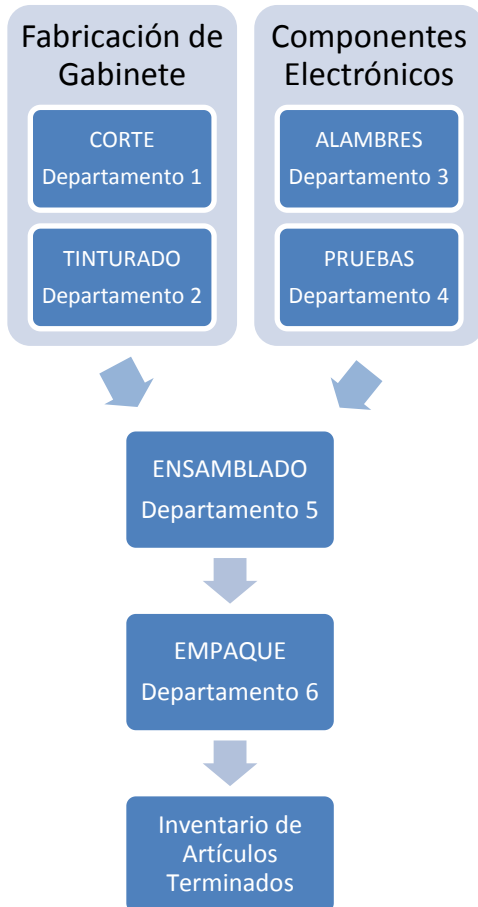 Fabricación de
Gabinete
CORTE
Departamento 1
TINTURADO
Departamento 2
Componentes
Electrónicos
ALAMBRES
Departamento 3
PRUEBAS
Departamento 4
ENSAMBLADO
Departamento 5
EMPAQUE
Departamento 6
Inventario de
Artículos
Terminados